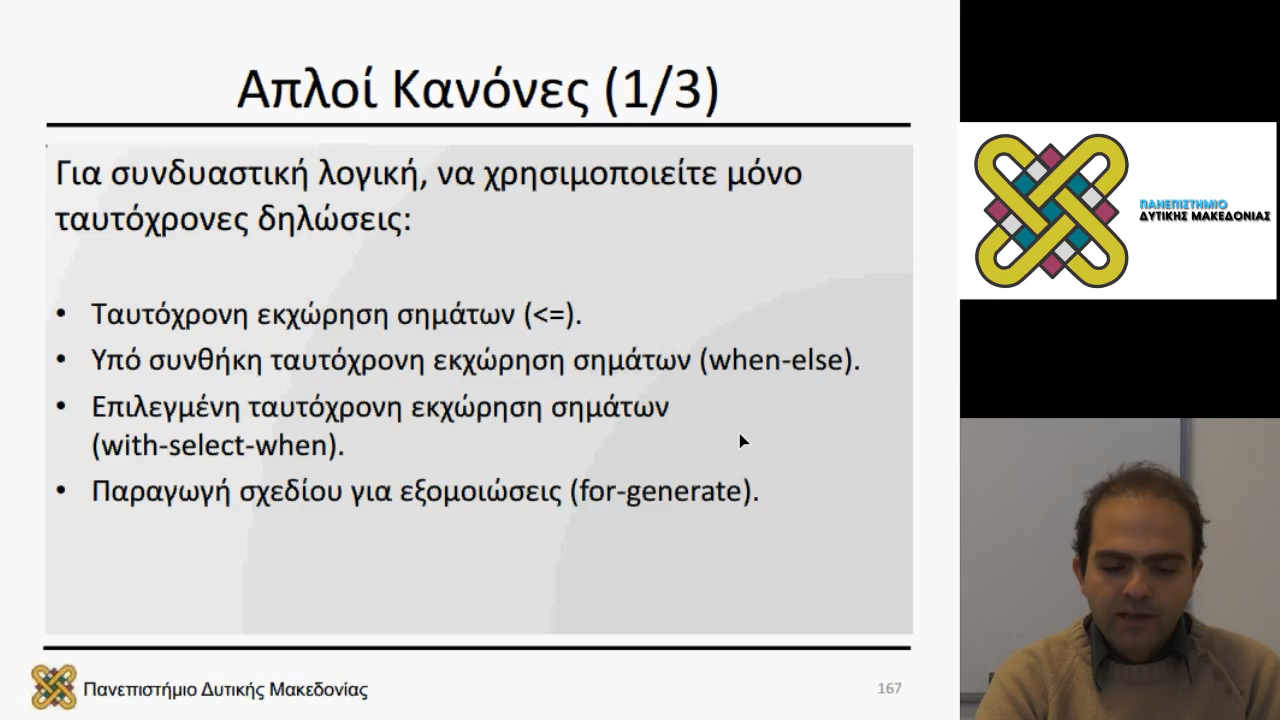 Απλοί Κανόνες (1/3)
Για συνδυαστική λογική, να χρησιμοποιείτε μόνο
ταυτόχρονες δηλώσεις:
• Ταυτόχρονη εκχώρηση σημάτων (<=).
• Υπό συνθήκη ταυτόχρονη εκχώρηση σημάτων (when-else).
• Επιλεγμένη ταυτόχρονη εκχώρηση σημάτων
(with-select-when).
• Παραγωγή σχεδίου για εξομοιώσεις (for-generate).
Πανεπιστήμιο Δυτικής Μακεδονίας
167
ΠΑΝΕΠΙΣΤΗΜΙΟ
ΔΥΤΙΚΗΣ ΜΑΚΕΔΟΝΙΑΣ